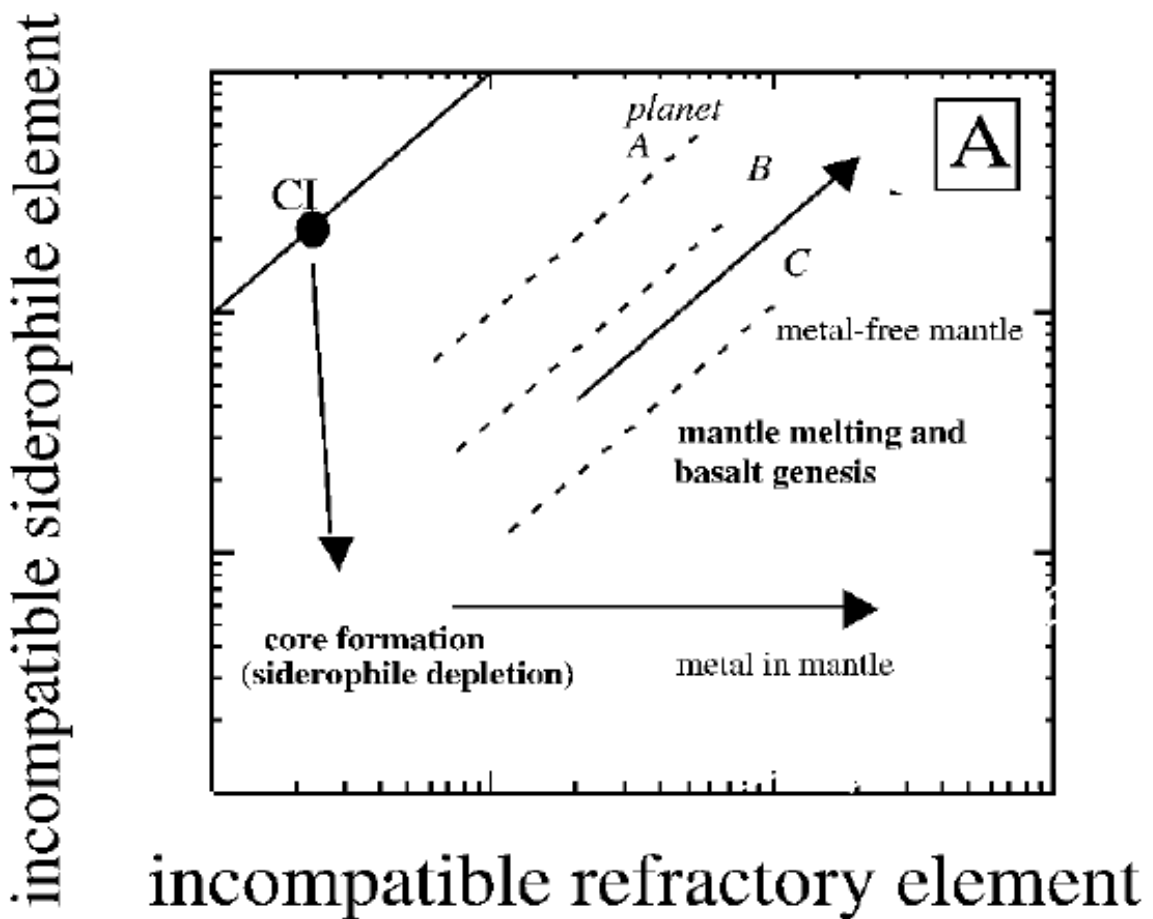 incompatible siderophile element
planet
A
B
A
CI
C
metal-free mantle
mantle melting and
basalt genesis
core formation
(siderophile depletion)
metal in mantle
incompatible refractory element